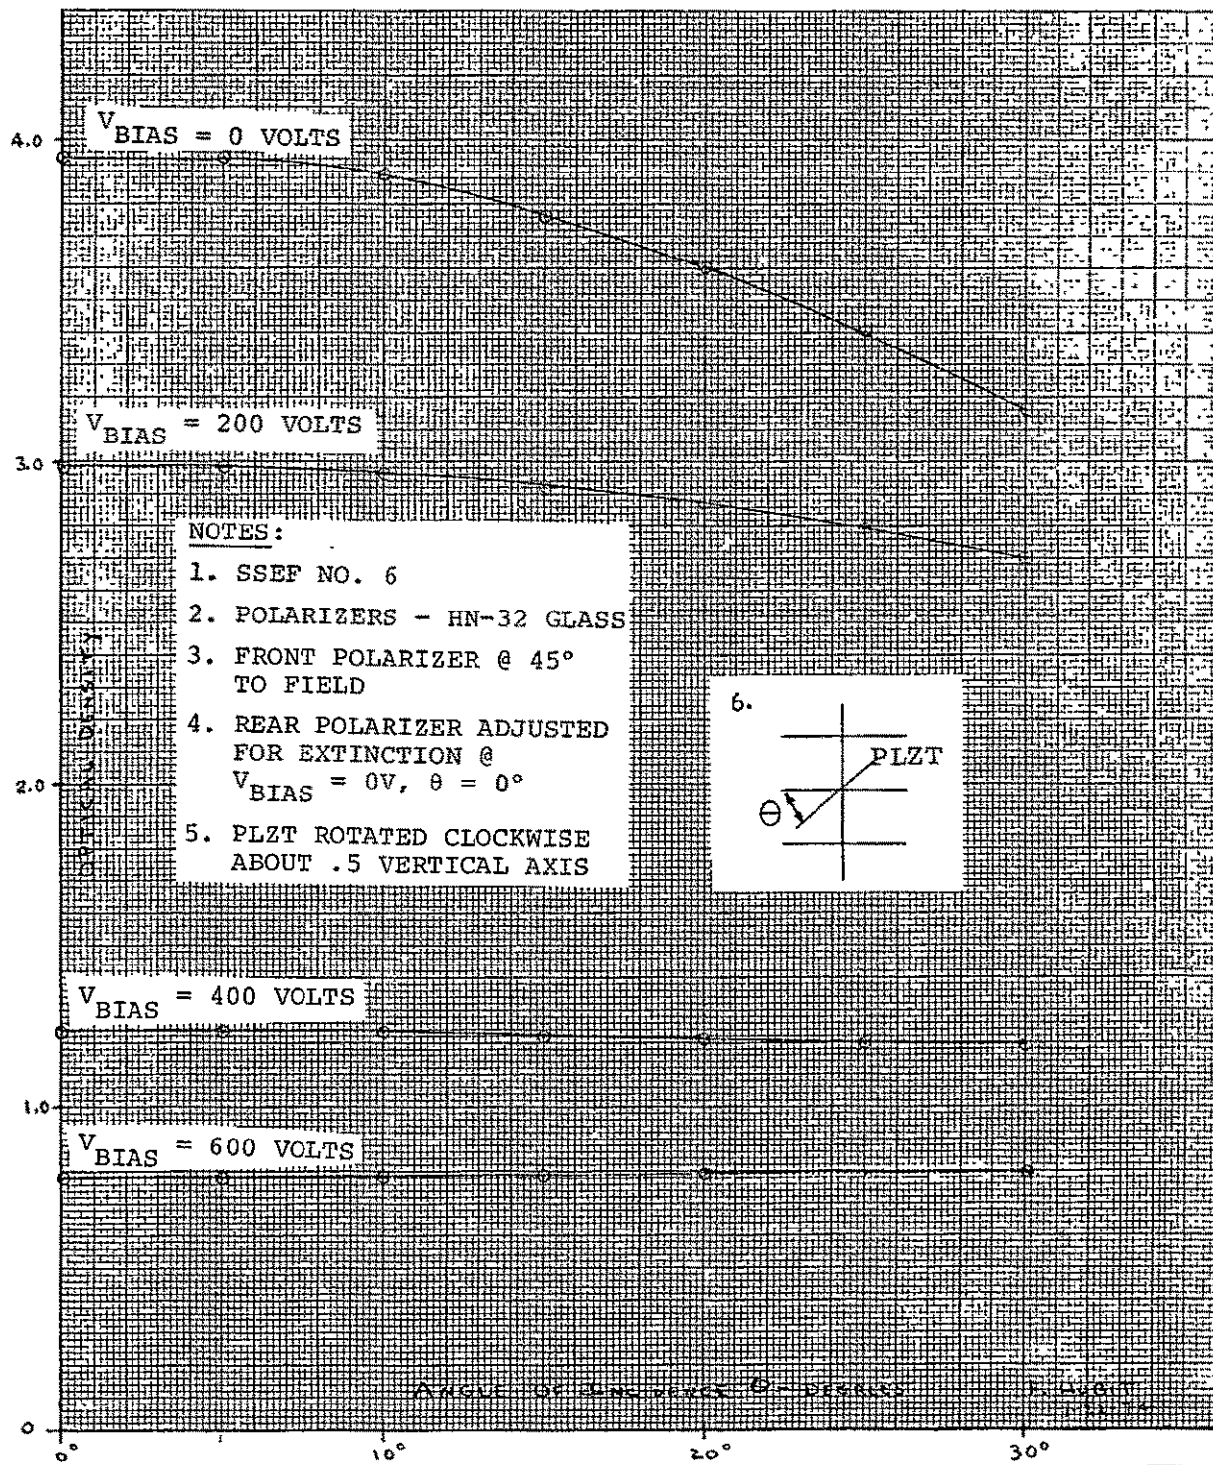 4.0
V BIAS = 0 VOLTS
V BIAS = 200 VOLTS
3.0
NOTES:
1. SSEF NO. 6
2. POLARIZERS - HN-32 GLASS
3. FRONT POLARIZER @ 45°
TO FIELD
4. REAR POLARIZER ADJUSTED
FOR EXTINCTION @
V BIAS = 0V, θ = 0°
5. PLZT ROTATED CLOCKWISE
ABOUT .5 VERTICAL AXIS
OPTICAL DENSITY
6.
PLZT
θ
2.0
V BIAS = 400 VOLTS
1.0
V BIAS = 600 VOLTS
ANGLE OF INCIDENCE θ - DEGREES
0
0° 10° 20° 30°